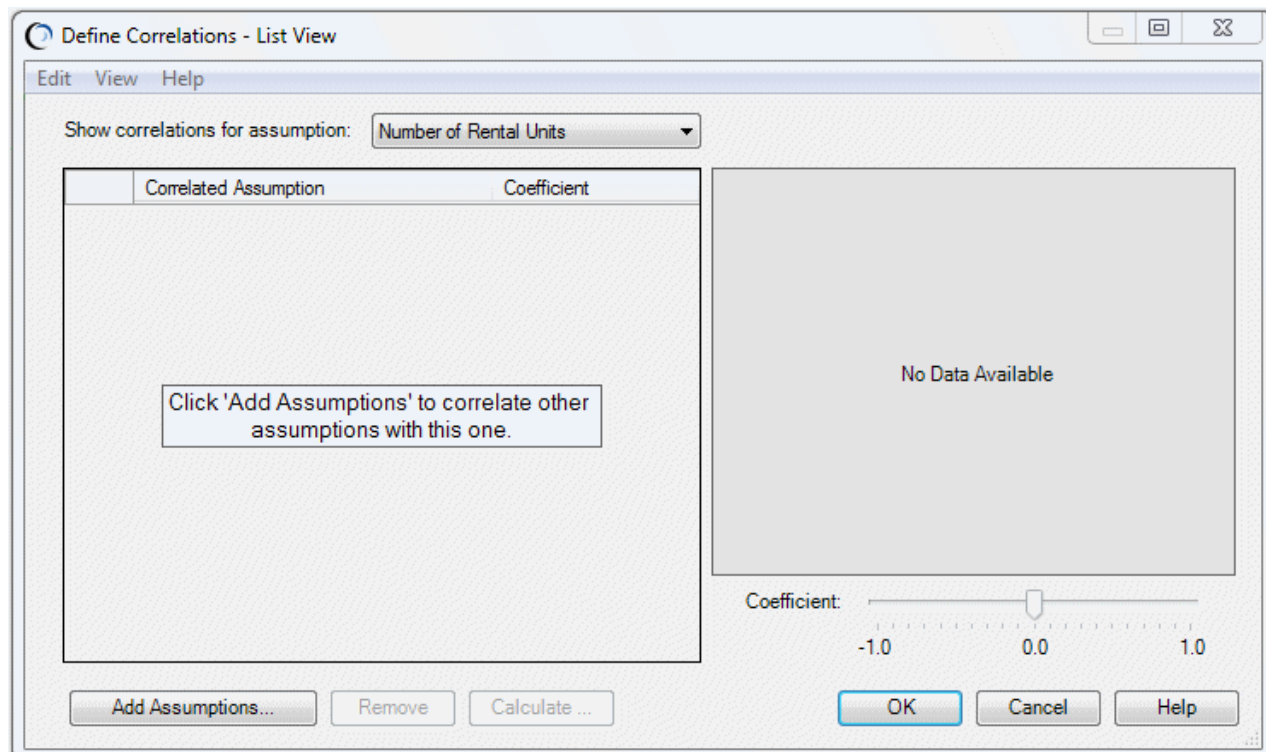 Define Correlations - List View
Edit View Help
Show correlations for assumption: Number of Rental Units
Correlated Assumption Coefficient
Click 'Add Assumptions' to correlate other
assumptions with this one.
No Data Available
Coefficient:
-1.0 0.0 1.0
Add Assumptions... Remove Calculate ... OK Cancel Help